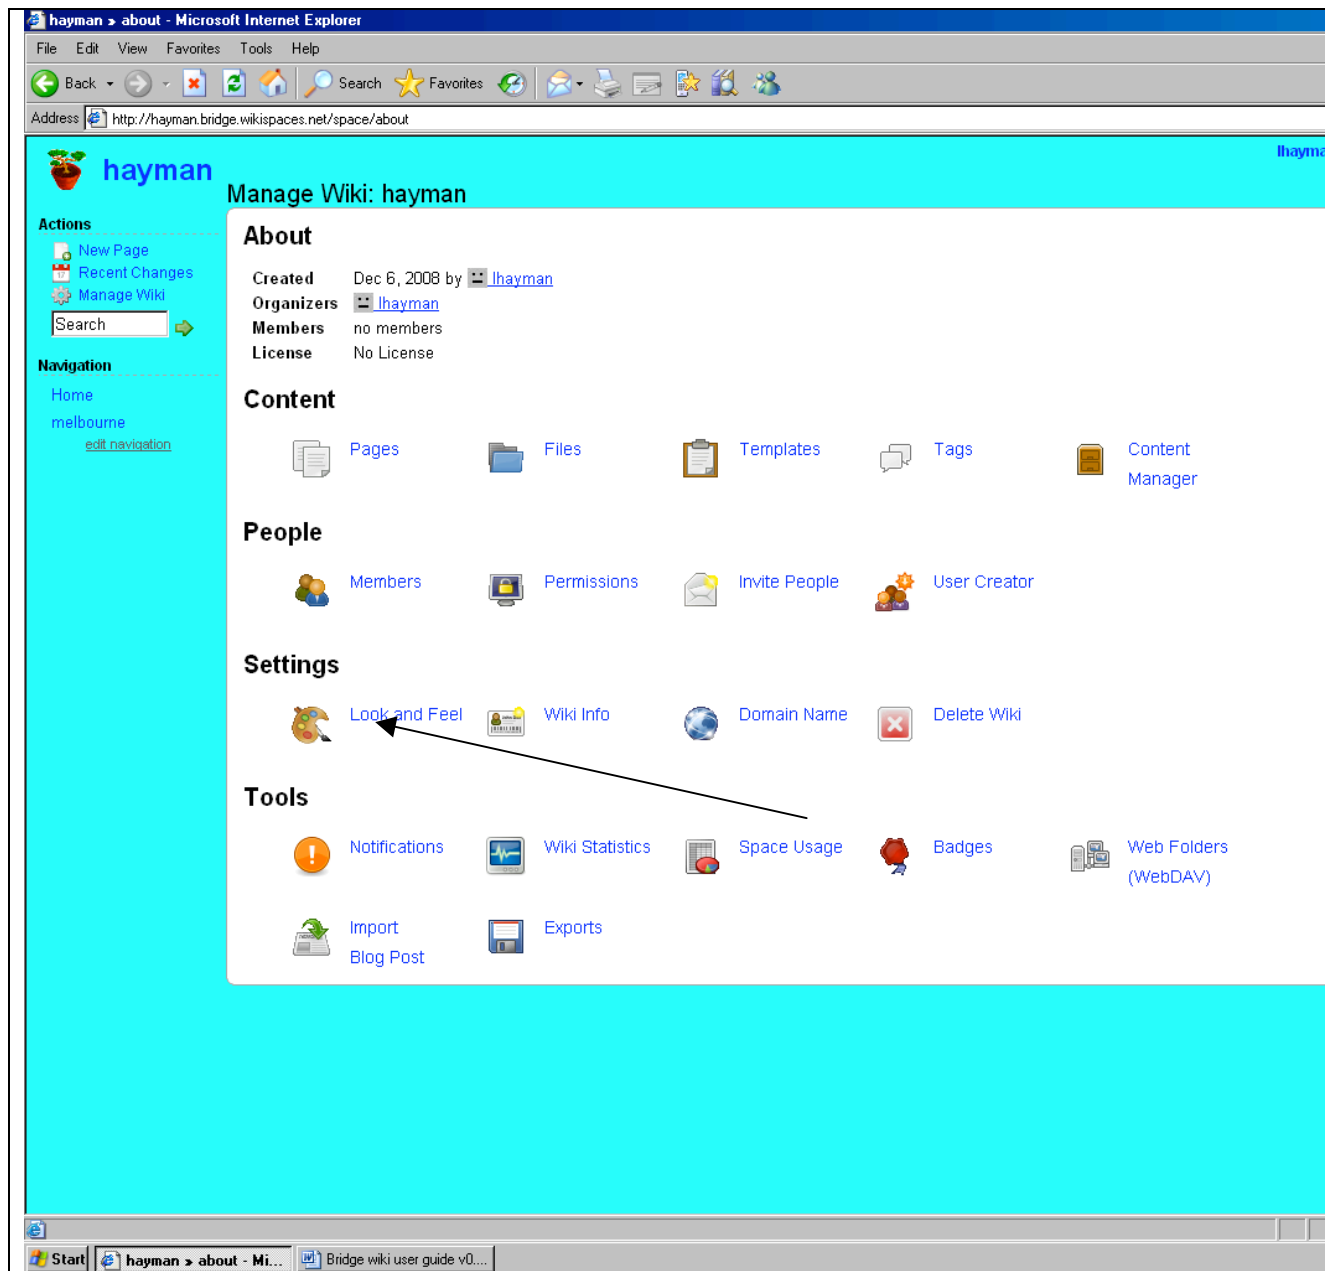 hayman » about - Microsoft Internet Explorer
File Edit View Favorites Tools Help
Back Search Favorites
Address http://hayman.bridge.wikispaces.net/space/about
hayman
Manage Wiki: hayman
Actions
New Page
Recent Changes
Manage Wiki
Search
Navigation
Home
melbourne
edit navigation
About
Created Dec 6, 2008 by lhayman
Organizers lhayman
Members no members
License No License
Content
Pages Files Templates Tags Content
Manager
People
Members Permissions Invite People User Creator
Settings
Look and Feel Wiki Info Domain Name Delete Wiki
Tools
Notifications Wiki Statistics Space Usage Badges Web Folders
(WebDAV)
Import Exports
Blog Post
Start hayman » about - Mi... Bridge wiki user guide v0....